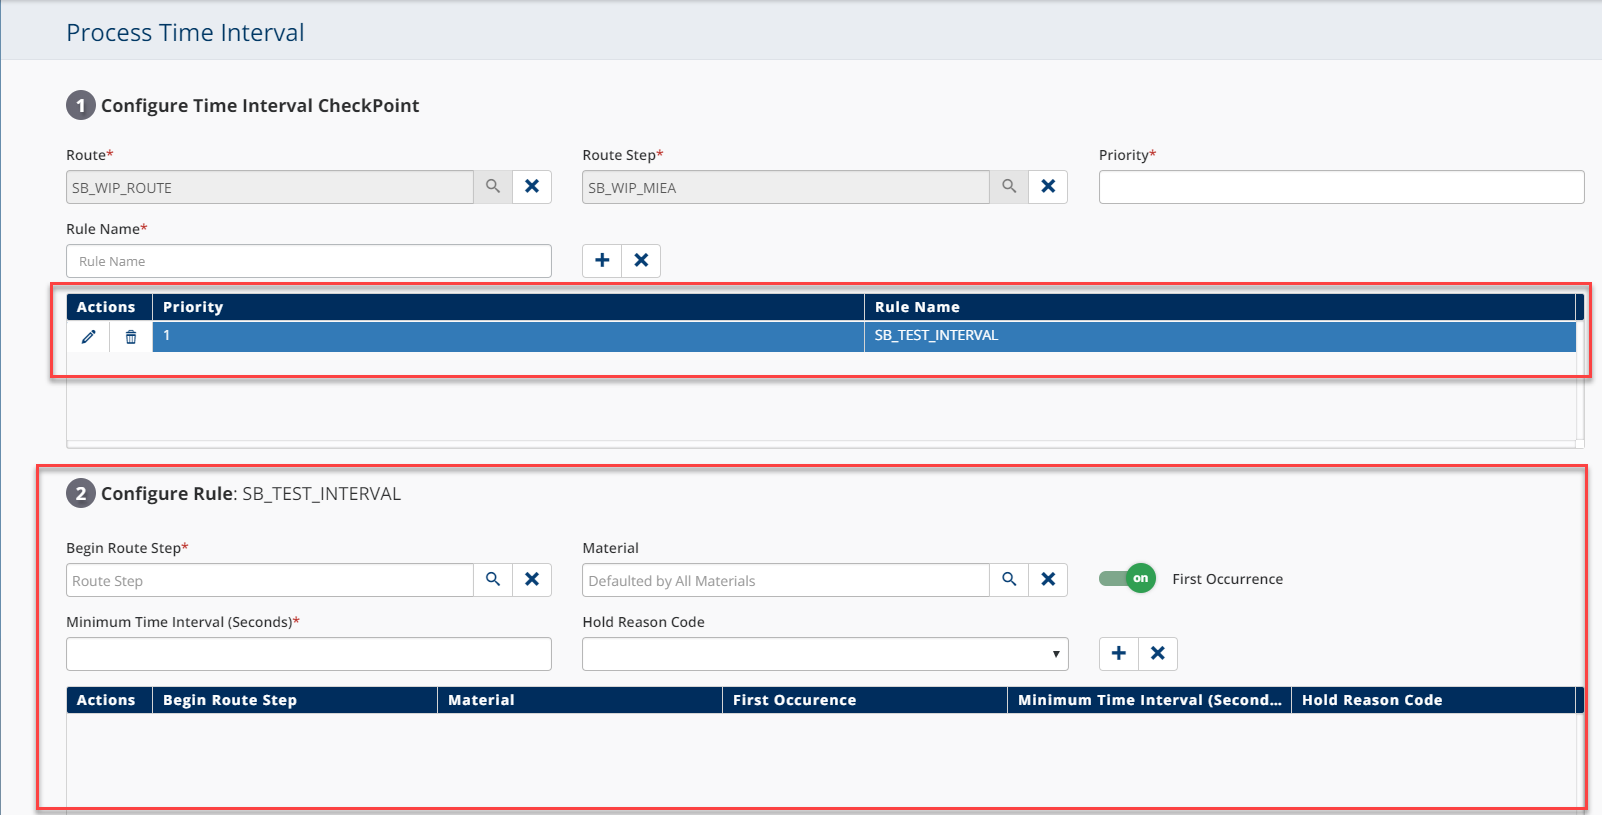 Process Time Interval
1 Configure Time Interval CheckPoint
Route* Route Step* Priority*
SB_WIP_ROUTE SB_WIP_MIEA
Rule Name*
Rule Name
Actions Priority Rule Name
1 SB_TEST_INTERVAL
2 Configure Rule: SB_TEST_INTERVAL
Begin Route Step* Material
Route Step Defaulted by All Materials on First Occurrence
Minimum Time Interval (Seconds)* Hold Reason Code
Actions Begin Route Step Material First Occurence Minimum Time Interval (Second... Hold Reason Code